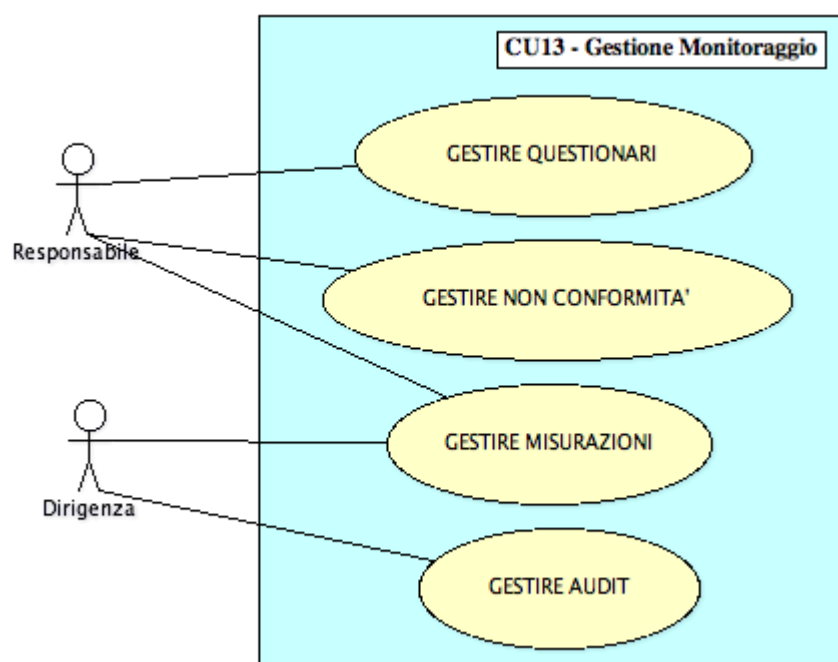 CU13 - Gestione Monitoraggio
GESTIRE QUESTIONARI
Responsabile
GESTIRE NON CONFORMITA'
GESTIRE MISURAZIONI
Dirigenza
GESTIRE AUDIT